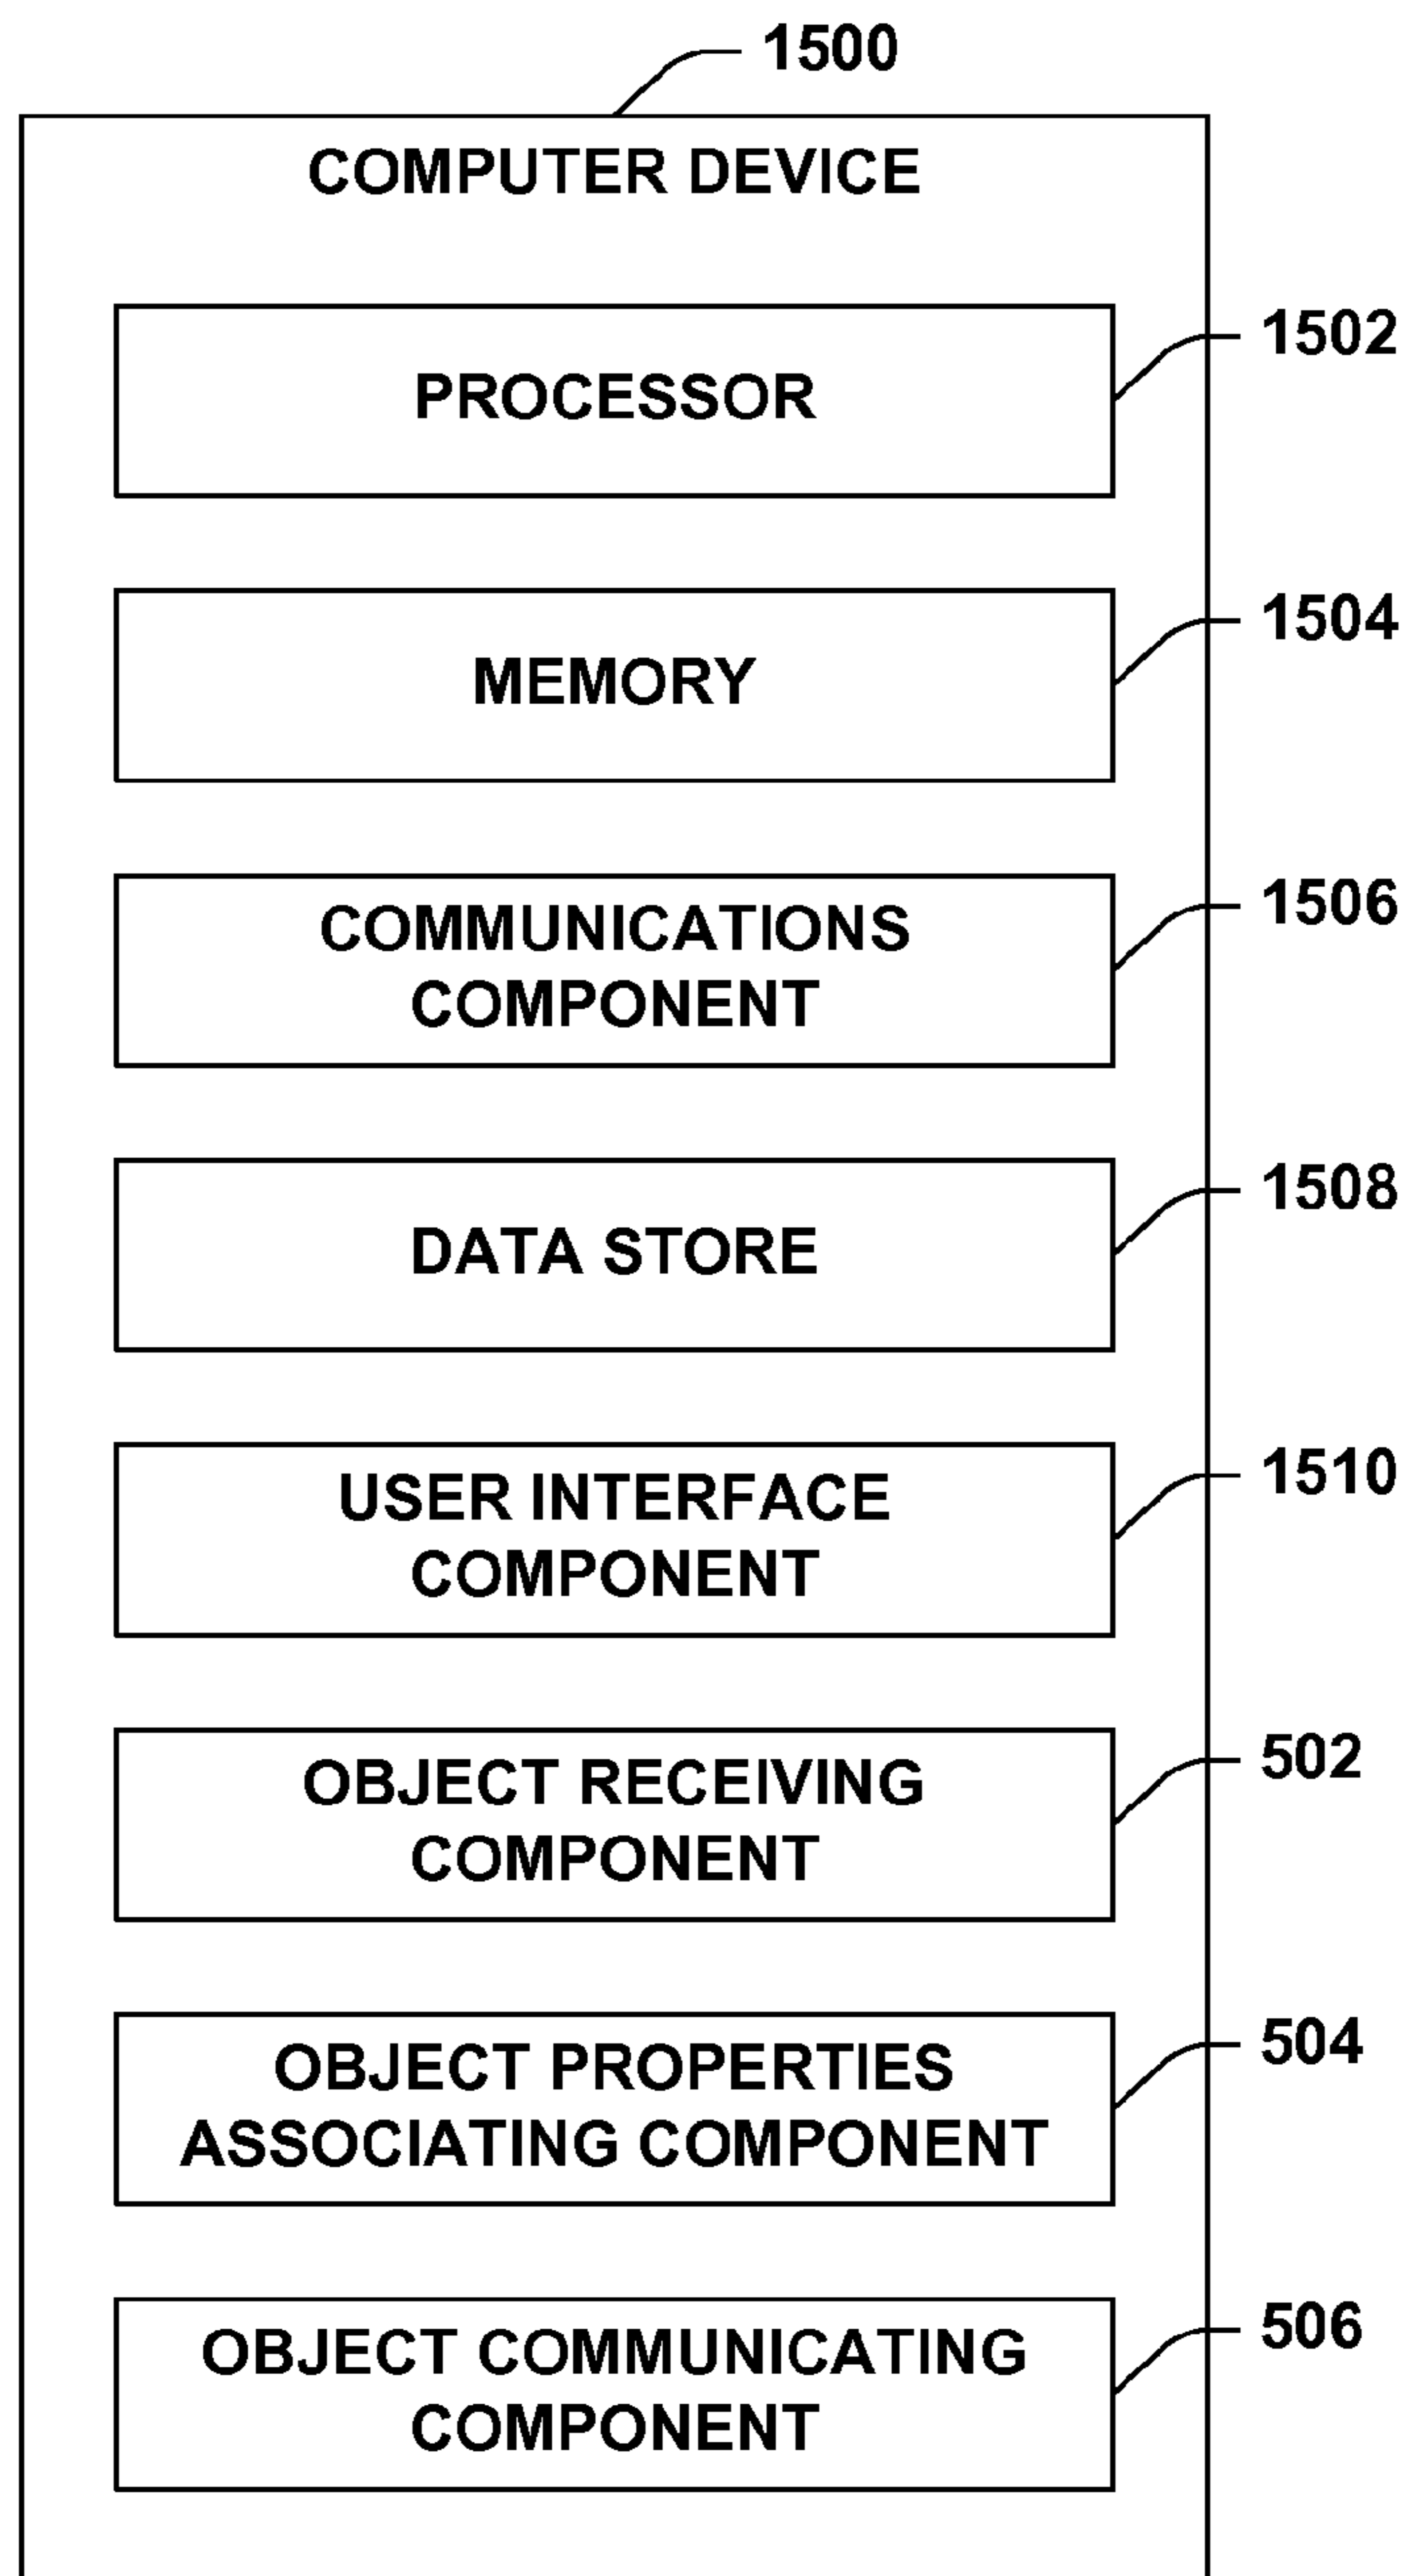 1500
COMPUTER DEVICE
PROCESSOR
1502
MEMORY
1504
COMMUNICATIONS
COMPONENT
1506
DATA STORE
1508
USER INTERFACE
COMPONENT
1510
OBJECT RECEIVING
COMPONENT
502
OBJECT PROPERTIES
ASSOCIATING COMPONENT
504
OBJECT COMMUNICATING
COMPONENT
506